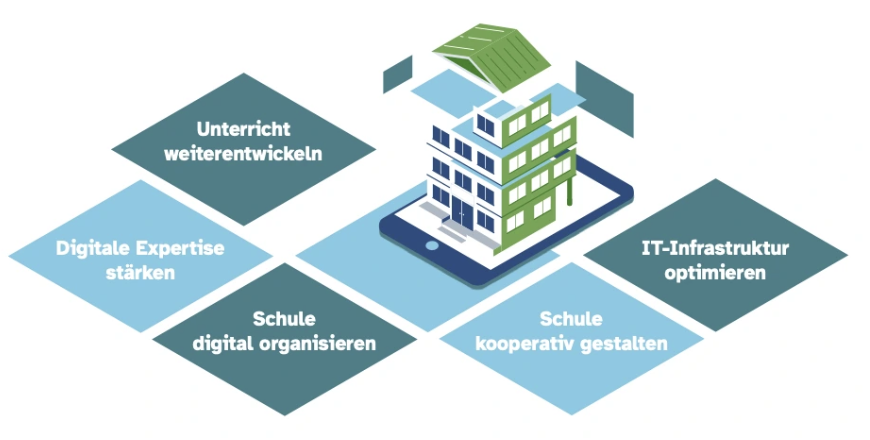 Unterricht
weiterentwickeln
Digitale Expertise
stärken
IT-Infrastruktur
optimieren
Schule
digital organisieren
Schule
kooperativ gestalten